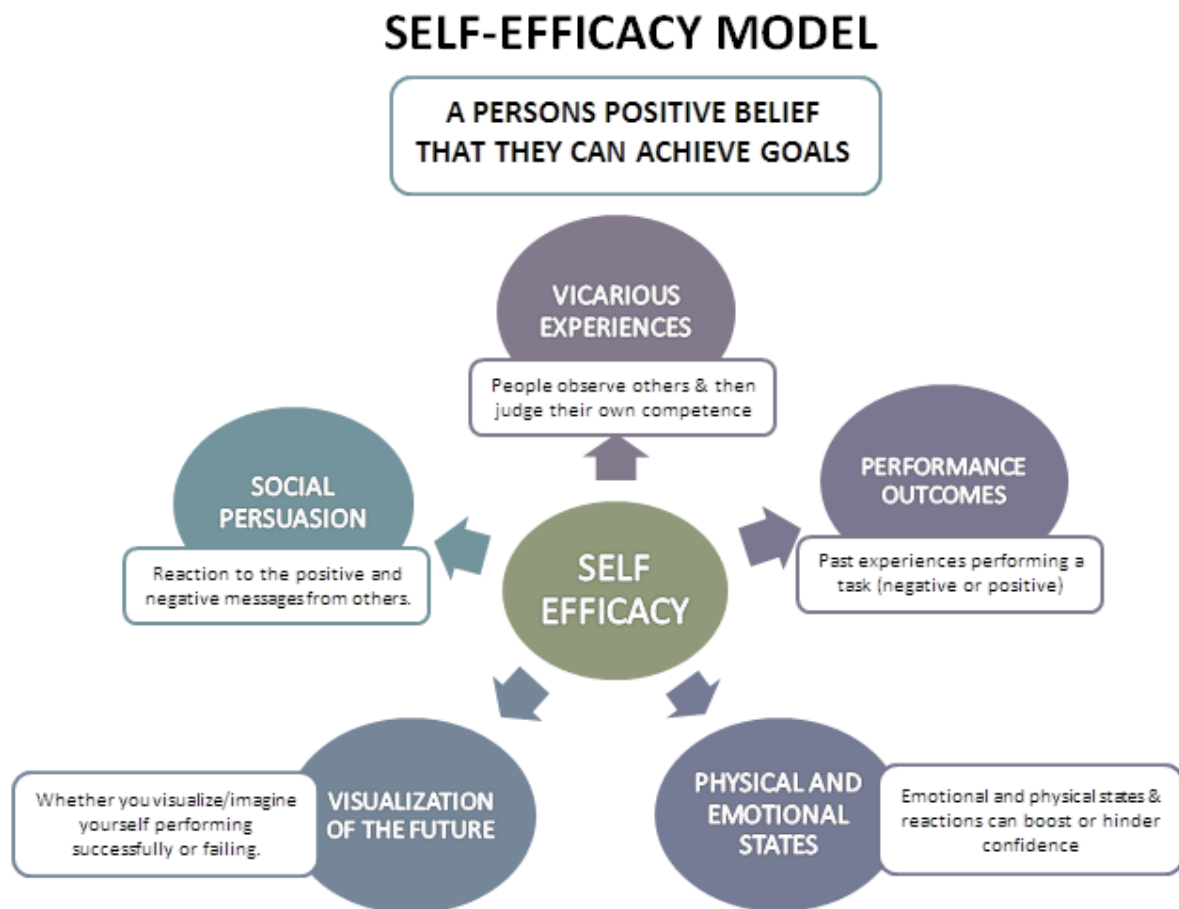 SELF-EFFICACY MODEL
A PERSONS POSITIVE BELIEF
THAT THEY CAN ACHIEVE GOALS
VICARIOUS
EXPERIENCES
People observe others & then
judge their own competence
SOCIAL
PERSUASION
Reaction to the positive and
negative messages from others.
PERFORMANCE
OUTCOMES
Past experiences performing a
task (negative or positive)
SELF
EFFICACY
Whether you visualize/imagine
yourself performing
successfully or failing.
VISUALIZATION
OF THE FUTURE
PHYSICAL AND
EMOTIONAL
STATES
Emotional and physical states &
reactions can boost or hinder
confidence